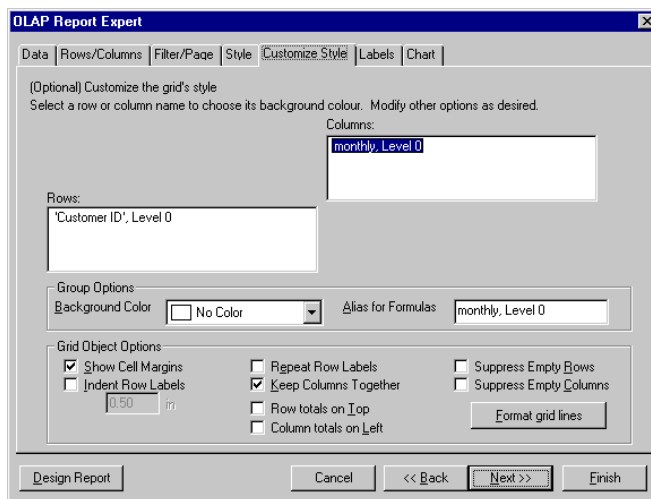 OLAP Report Expert
Data Rows/Columns Filter/Page Style Customize Style Labels Chart
(Optional) Customize the grid's style
Select a row or column name to choose its background colour. Modify other options as desired.
Columns:
monthly, Level 0
Rows:
'Customer ID', Level 0
Group Options
Background Color No Color Alias for Formulas monthly, Level 0
Grid Object Options
Show Cell Margins Repeat Row Labels Suppress Empty Rows
Indent Row Labels Keep Columns Together Suppress Empty Columns
0.50 in Row totals on Top Format grid lines
Column totals on Left
Design Report Cancel << Back Next >> Finish